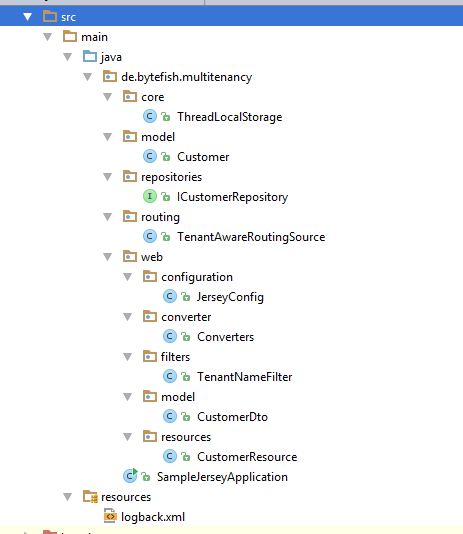 src
main
java
de.bytefish.multitenancy
core
ThreadLocalStorage
model
Customer
repositories
ICustomerRepository
routing
TenantAwareRoutingSource
web
configuration
JerseyConfig
converter
Converters
filters
TenantNameFilter
model
CustomerDto
resources
CustomerResource
SampleJerseyApplication
resources
logback.xml